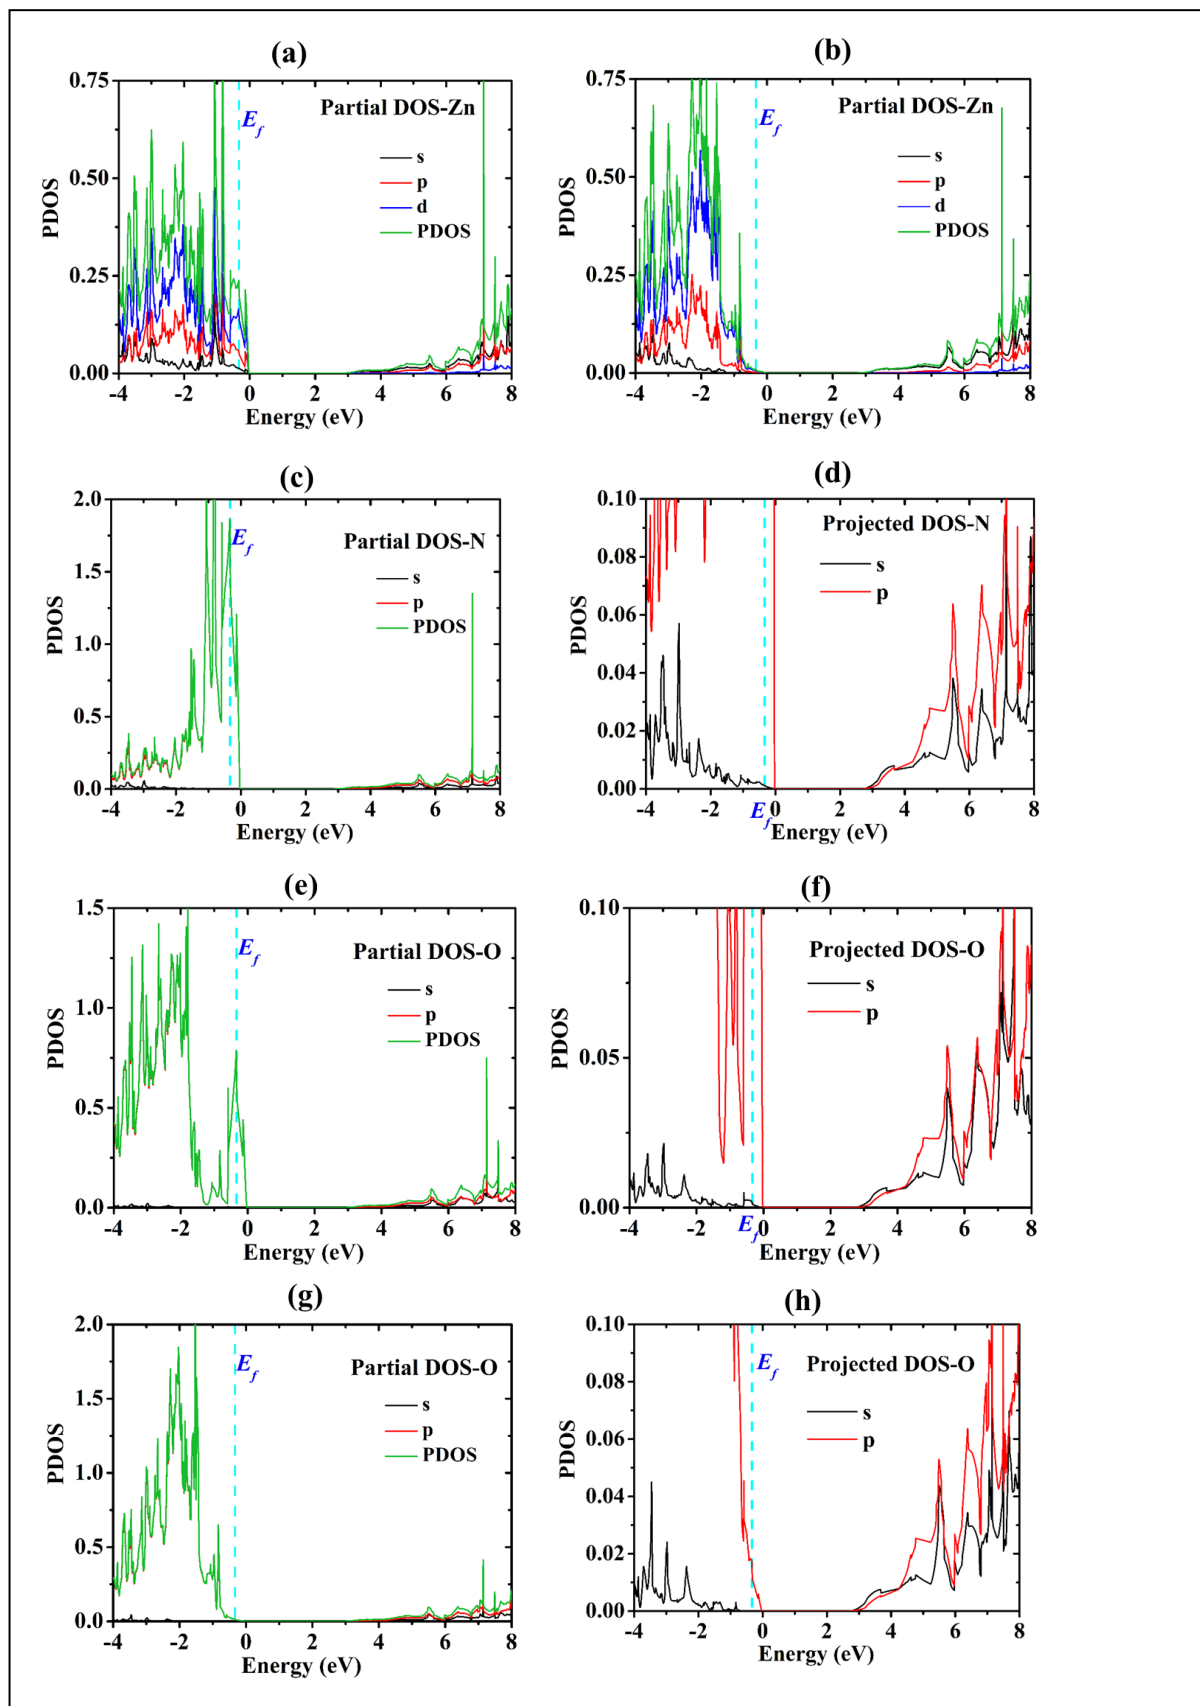 (a)
Partial DOS-Zn
E_f
s
p
d
PDOS
PDOS
0.75
0.50
0.25
0.00
-4 -2 0 2 4 6 8
Energy (eV)
(b)
Partial DOS-Zn
E_f
s
p
d
PDOS
PDOS
0.75
0.50
0.25
0.00
-4 -2 0 2 4 6 8
Energy (eV)
(c)
Partial DOS-N
E_f
s
p
PDOS
PDOS
2.0
1.5
1.0
0.5
0.0
-4 -2 0 2 4 6 8
Energy (eV)
(d)
Projected DOS-N
s
p
PDOS
0.10
0.08
0.06
0.04
0.02
0.00
-4 -2 0 2 4 6 8
E_f
Energy (eV)
(e)
Partial DOS-O
E_f
s
p
PDOS
PDOS
1.5
1.0
0.5
0.0
-4 -2 0 2 4 6 8
Energy (eV)
(f)
Projected DOS-O
s
p
PDOS
0.10
0.05
0.00
-4 -2 0 2 4 6 8
E_f
Energy (eV)
(g)
Partial DOS-O
E_f
s
p
PDOS
PDOS
2.0
1.5
1.0
0.5
0.0
-4 -2 0 2 4 6 8
Energy (eV)
(h)
Projected DOS-O
E_f
s
p
PDOS
0.10
0.08
0.06
0.04
0.02
0.00
-4 -2 0 2 4 6 8
Energy (eV)